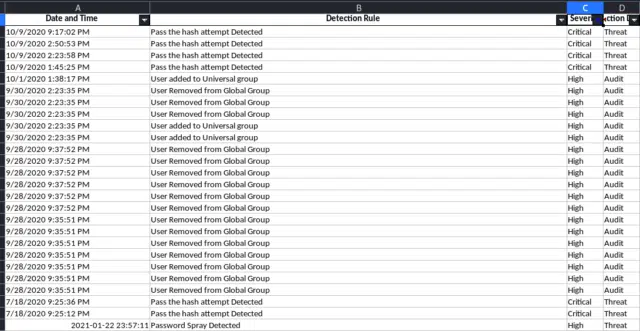 A B C D
Date and Time Detection Rule
10/9/2020 9:17:02 PM Pass the hash attempt Detected Critical Threat
10/9/2020 2:50:53 PM Pass the hash attempt Detected Critical Threat
10/9/2020 2:23:58 PM Pass the hash attempt Detected Critical Threat
10/9/2020 1:45:25 PM Pass the hash attempt Detected Critical Threat
10/1/2020 1:38:17 PM User added to Universal group High Audit
9/30/2020 2:23:35 PM User Removed from Global Group High Audit
9/30/2020 2:23:35 PM User Removed from Global Group High Audit
9/30/2020 2:23:35 PM User Removed from Global Group High Audit
9/30/2020 2:23:35 PM User added to Universal group High Audit
9/30/2020 2:23:35 PM User added to Universal group High Audit
9/28/2020 9:37:52 PM User Removed from Global Group High Audit
9/28/2020 9:37:52 PM User Removed from Global Group High Audit
9/28/2020 9:37:52 PM User Removed from Global Group High Audit
9/28/2020 9:37:52 PM User Removed from Global Group High Audit
9/28/2020 9:37:52 PM User Removed from Global Group High Audit
9/28/2020 9:37:52 PM User Removed from Global Group High Audit
9/28/2020 9:35:51 PM User Removed from Global Group High Audit
9/28/2020 9:35:51 PM User Removed from Global Group High Audit
9/28/2020 9:35:51 PM User Removed from Global Group High Audit
9/28/2020 9:35:51 PM User Removed from Global Group High Audit
9/28/2020 9:35:51 PM User Removed from Global Group High Audit
9/28/2020 9:35:51 PM User Removed from Global Group High Audit
9/28/2020 9:35:51 PM User Removed from Global Group High Audit
7/18/2020 9:25:36 PM Pass the hash attempt Detected Critical Threat
7/18/2020 9:25:12 PM Pass the hash attempt Detected Critical Threat
2021-01-22 23:57:11 Password Spray Detected High Threat